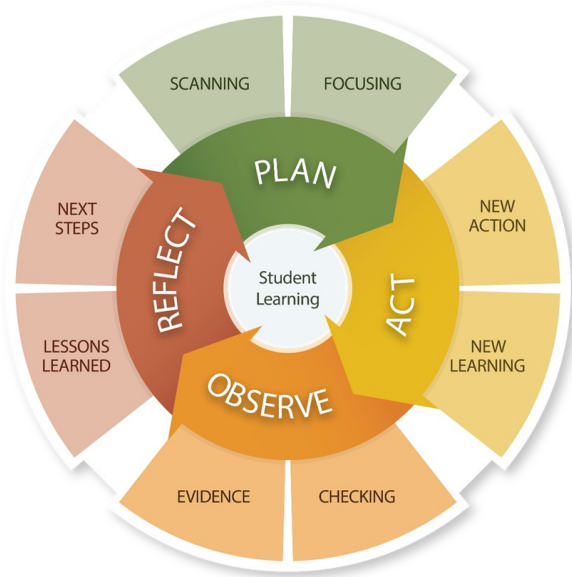 SCANNING
FOCUSING
PLAN
NEW
ACTION
NEXT
STEPS
REFLECT
Student
Learning
ACT
LESSONS
LEARNED
NEW
LEARNING
OBSERVE
EVIDENCE
CHECKING